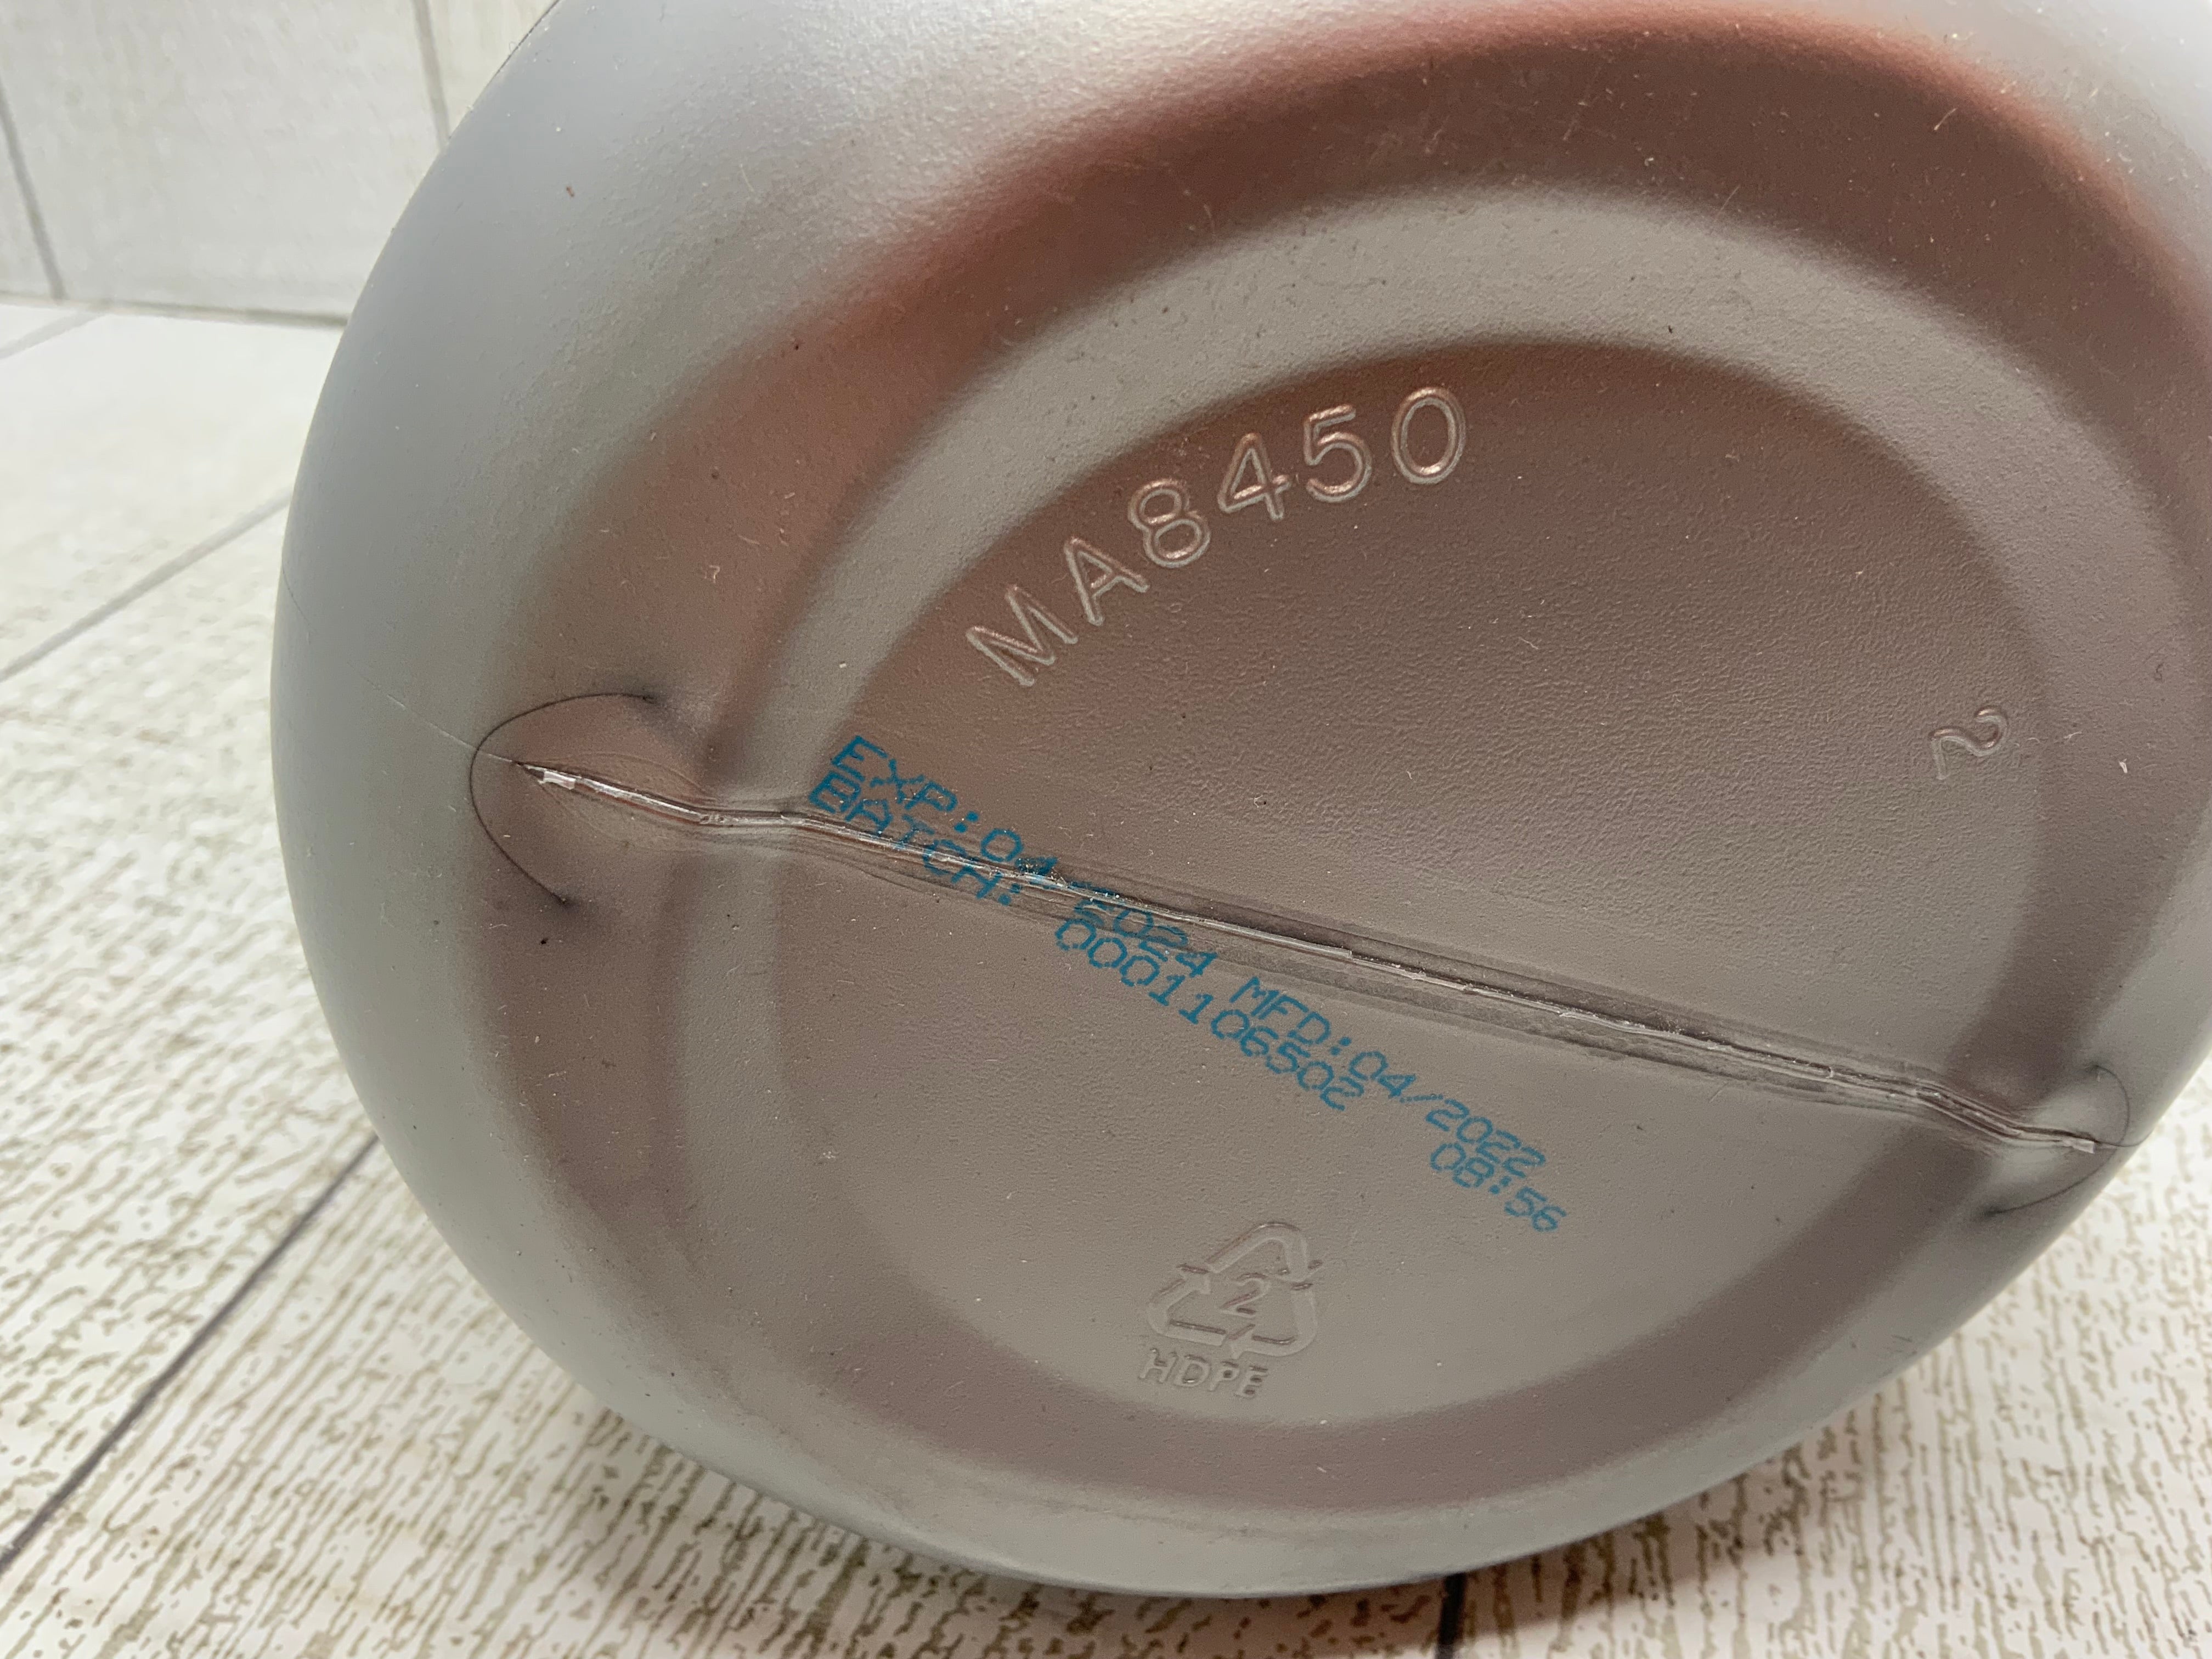 MA8450
2
EXP:04/2024 MFD:04/2022
BATCH: 0001106502 08:56
2
HDPE